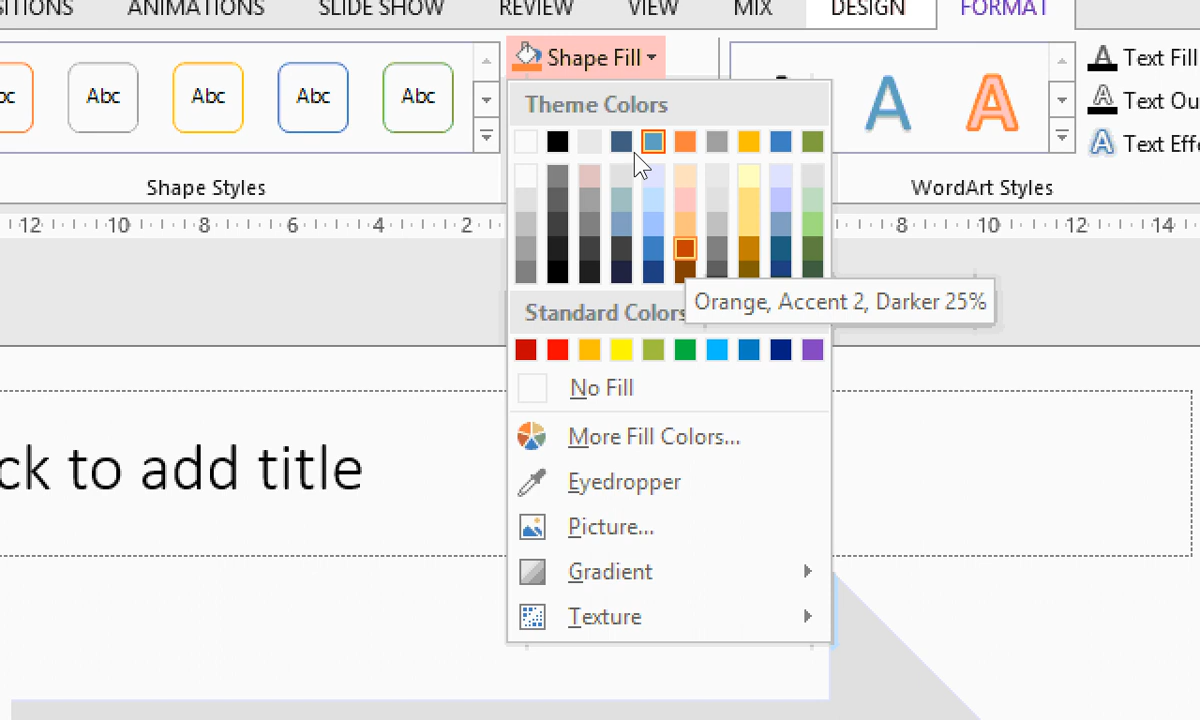 SITIONS ANIMATIONS SLIDE SHOW REVIEW VIEW MIX DESIGN FORMAT
bc Abc Abc Abc Abc
Shape Fill
A A
Text Fill
Text Ou
Text Effe
Shape Styles
WordArt Styles
12 10 8 6 4 2 8 10 12 14
Theme Colors
Orange, Accent 2, Darker 25%
Standard Colors
No Fill
More Fill Colors...
Eyedropper
Picture...
Gradient
Texture
ck to add title